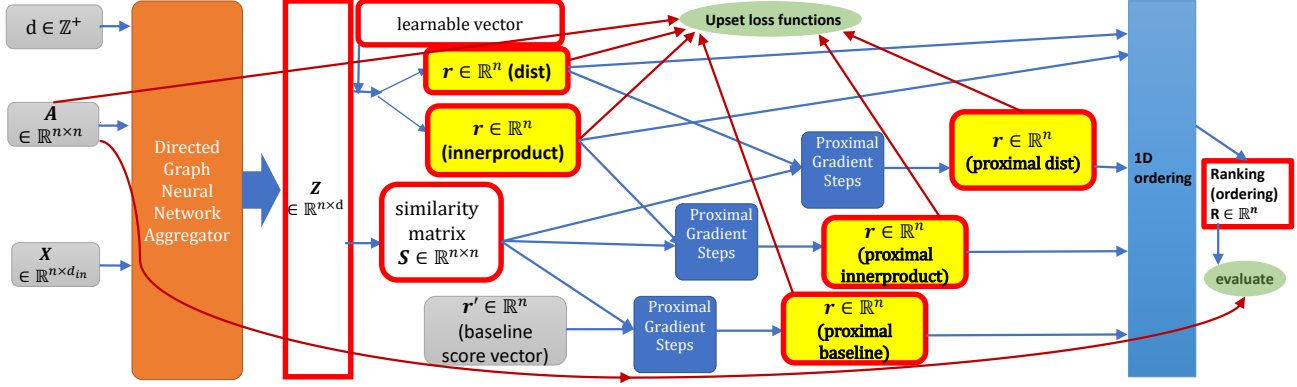 d ∈ ℤ⁺
A
∈ ℝⁿˣⁿ
X
∈ ℝⁿˣᵈⁱⁿ
Directed
Graph
Neural
Network
Aggregator
Z
∈ ℝⁿˣᵈ
learnable vector
r ∈ ℝⁿ (dist)
r ∈ ℝⁿ
(innerproduct)
similarity
matrix
S ∈ ℝⁿˣⁿ
r′ ∈ ℝⁿ
(baseline
score vector)
Upset loss functions
Proximal
Gradient
Steps
Proximal
Gradient
Steps
Proximal
Gradient
Steps
r ∈ ℝⁿ
(proximal dist)
r ∈ ℝⁿ
(proximal
innerproduct)
r ∈ ℝⁿ
(proximal
baseline)
1D
ordering
Ranking
(ordering)
R ∈ ℝⁿ
evaluate